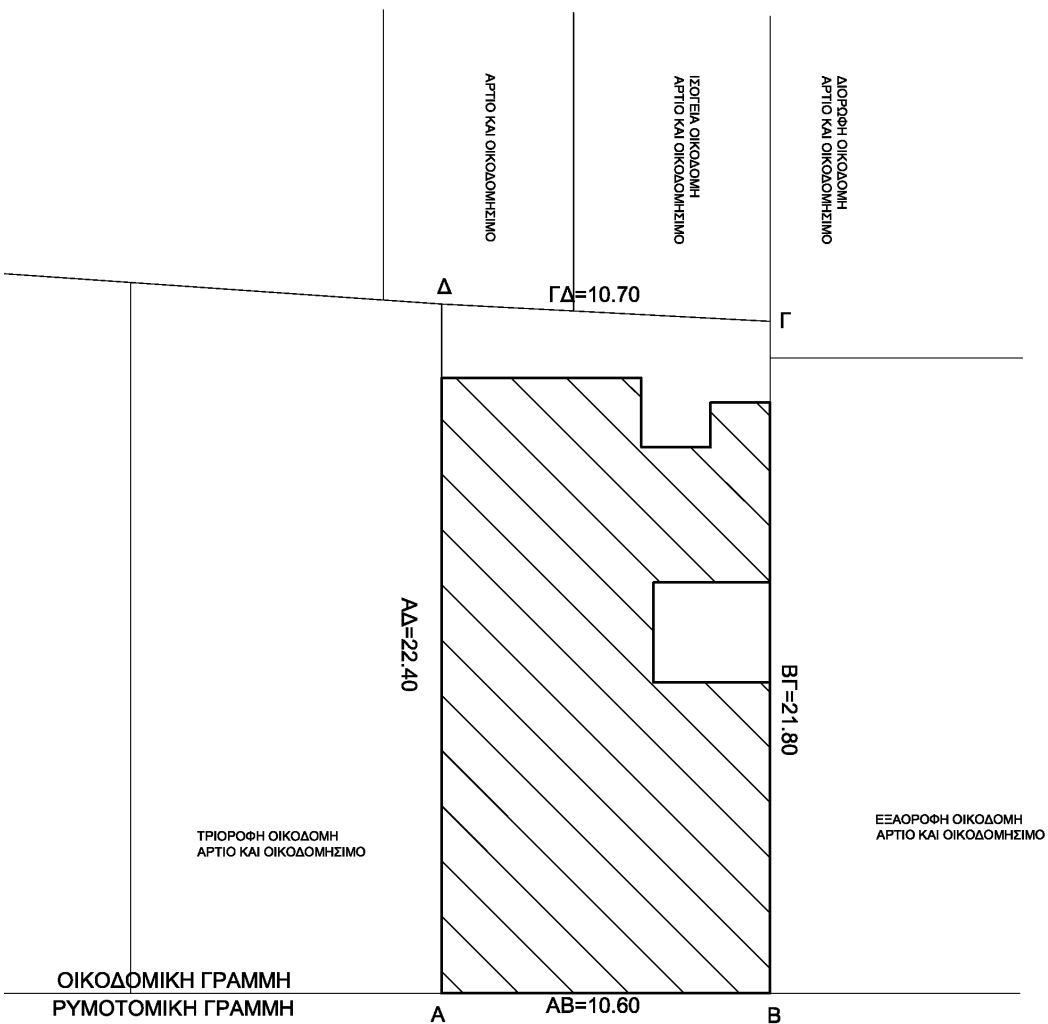 ΑΡΤΙΟ ΚΑΙ ΟΙΚΟΔΟΜΗΣΙΜΟ
ΙΣΟΓΕΙΑ ΟΙΚΟΔΟΜΗ
ΑΡΤΙΟ ΚΑΙ ΟΙΚΟΔΟΜΗΣΙΜΟ
ΔΙΟΡΩΦΗ ΟΙΚΟΔΟΜΗ
ΑΡΤΙΟ ΚΑΙ ΟΙΚΟΔΟΜΗΣΙΜΟ
Δ
ΓΔ=10.70
Γ
ΑΔ=22.40
ΒΓ=21.80
ΤΡΙΟΡΟΦΗ ΟΙΚΟΔΟΜΗ
ΑΡΤΙΟ ΚΑΙ ΟΙΚΟΔΟΜΗΣΙΜΟ
ΕΞΑΟΡΟΦΗ ΟΙΚΟΔΟΜΗ
ΑΡΤΙΟ ΚΑΙ ΟΙΚΟΔΟΜΗΣΙΜΟ
ΟΙΚΟΔΟΜΙΚΗ ΓΡΑΜΜΗ
ΡΥΜΟΤΟΜΙΚΗ ΓΡΑΜΜΗ
Α
ΑΒ=10.60
Β